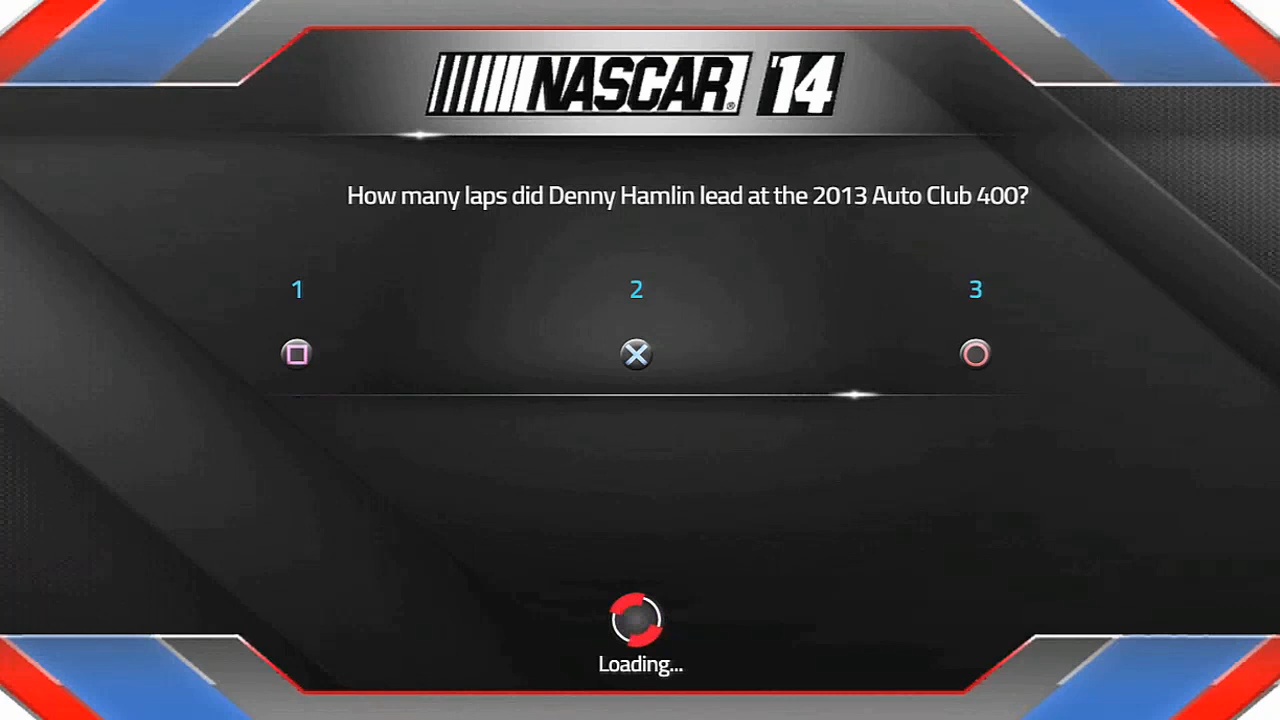 NASCAR® '14
How many laps did Denny Hamlin lead at the 2013 Auto Club 400?
1 2 3
Loading...